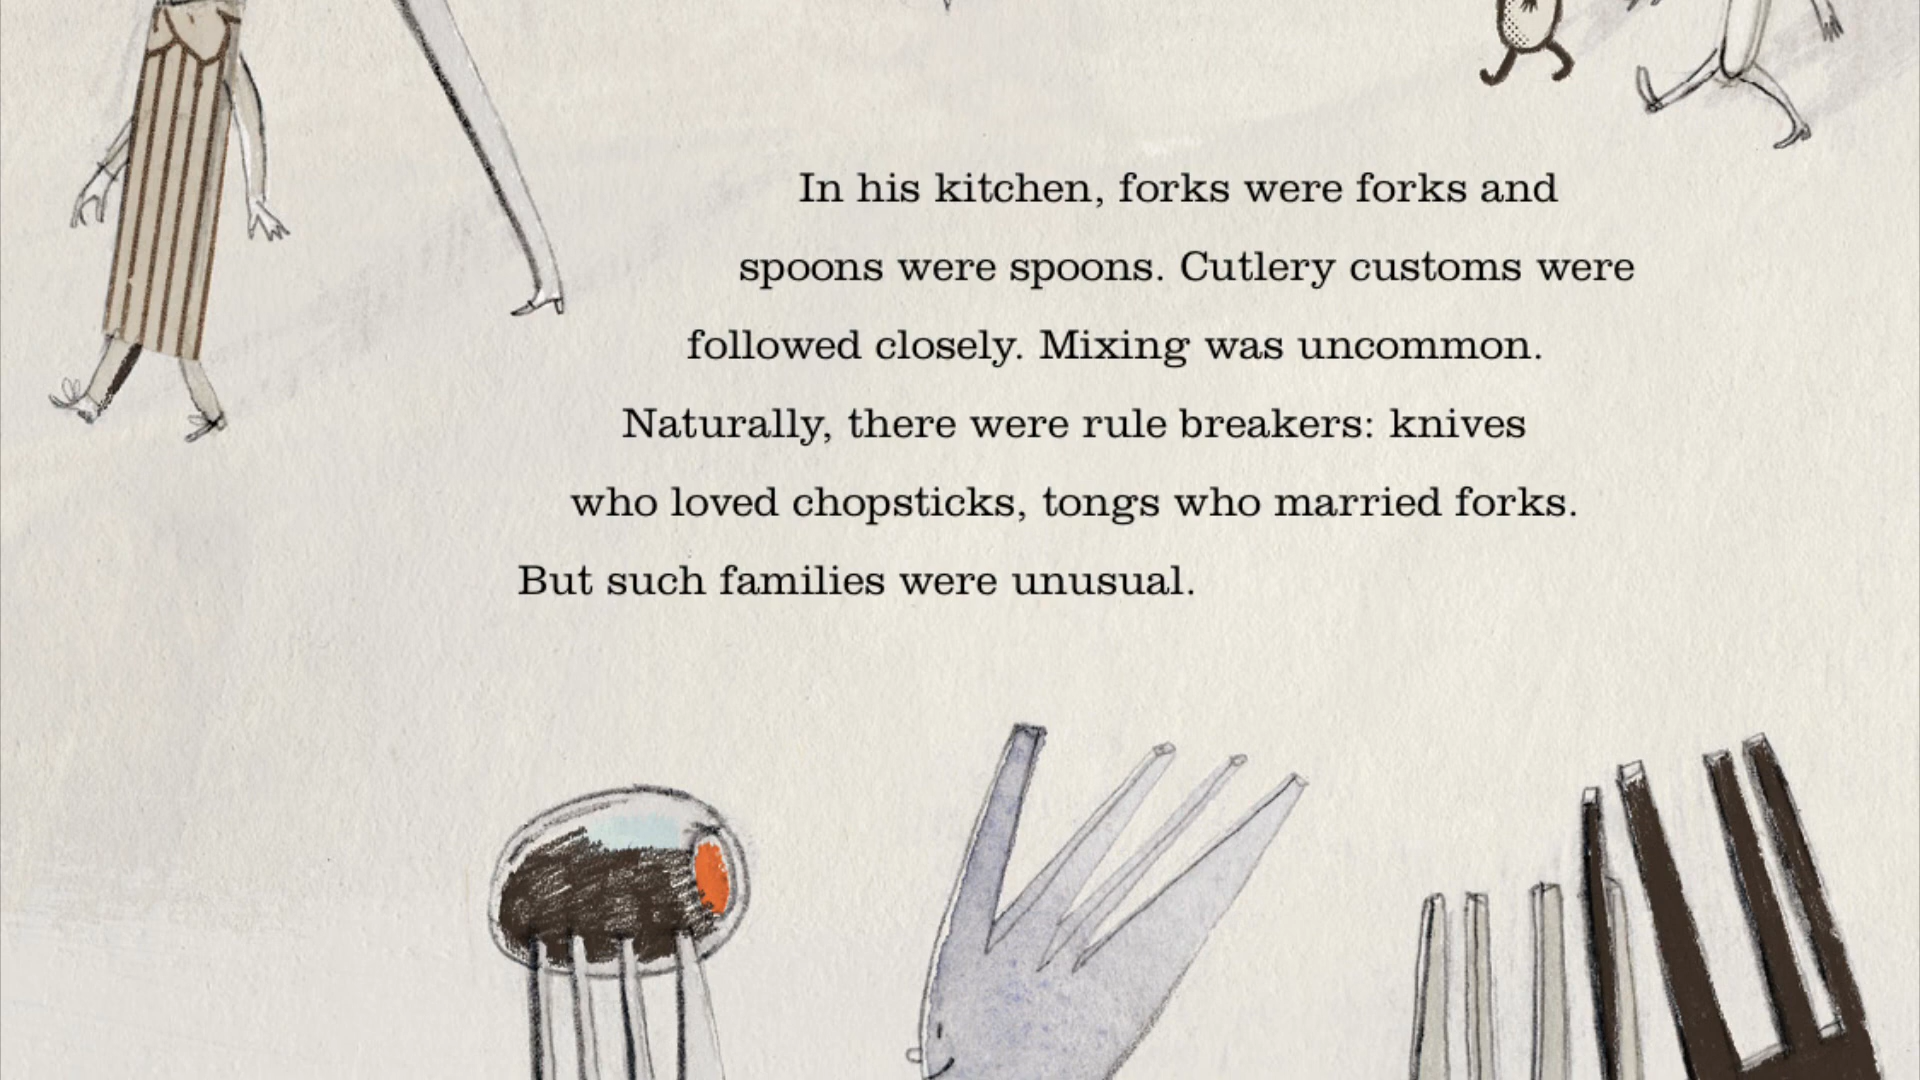 In his kitchen, forks were forks and
spoons were spoons. Cutlery customs were
followed closely. Mixing was uncommon.
Naturally, there were rule breakers: knives
who loved chopsticks, tongs who married forks.
But such families were unusual.